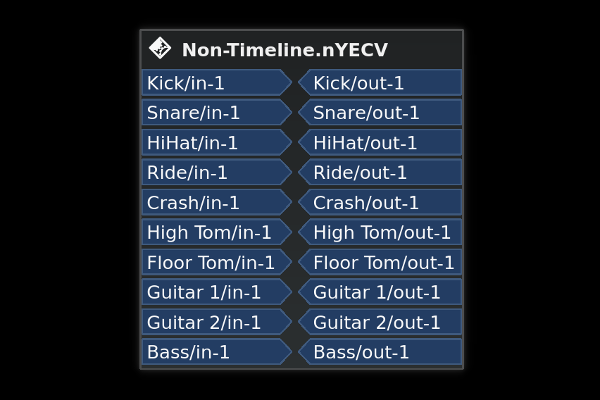 Non-Timeline.nYECV
Kick/in-1 Kick/out-1
Snare/in-1 Snare/out-1
HiHat/in-1 HiHat/out-1
Ride/in-1 Ride/out-1
Crash/in-1 Crash/out-1
High Tom/in-1 High Tom/out-1
Floor Tom/in-1 Floor Tom/out-1
Guitar 1/in-1 Guitar 1/out-1
Guitar 2/in-1 Guitar 2/out-1
Bass/in-1 Bass/out-1